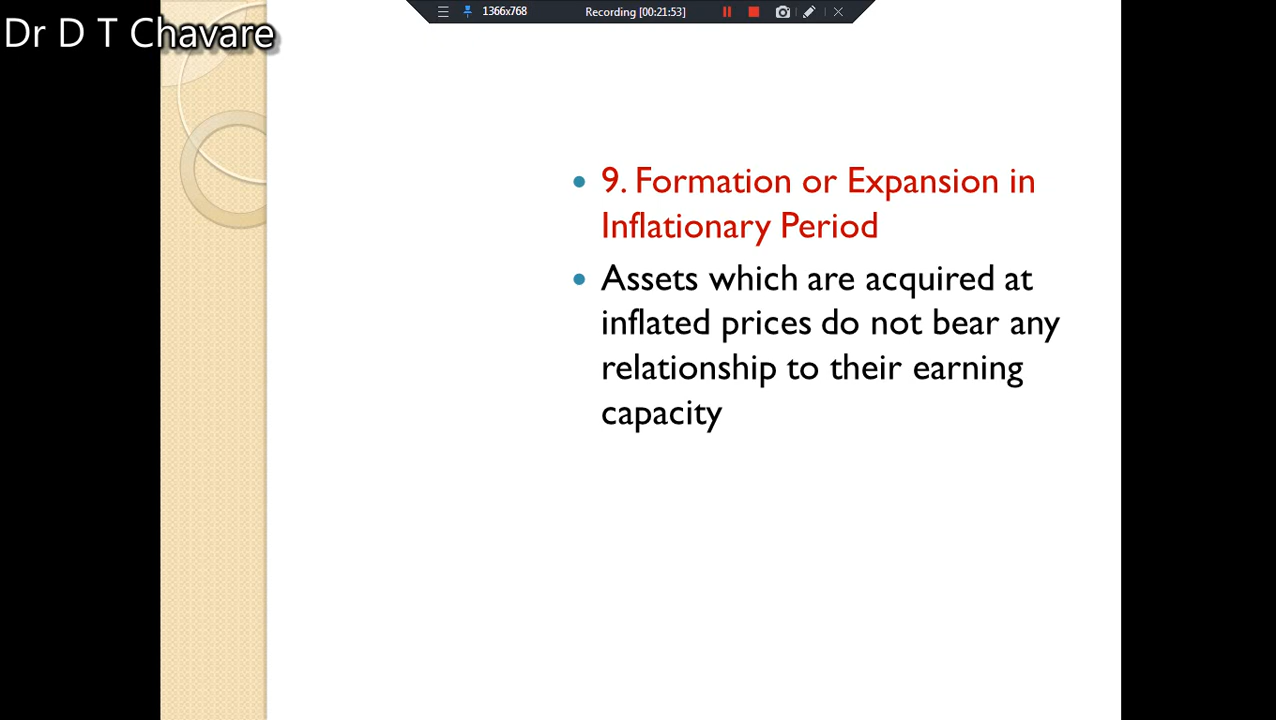 1366x768
Recording [00:21:53]
Dr D T Chavare
• 9. Formation or Expansion in
Inflationary Period
• Assets which are acquired at
inflated prices do not bear any
relationship to their earning
capacity